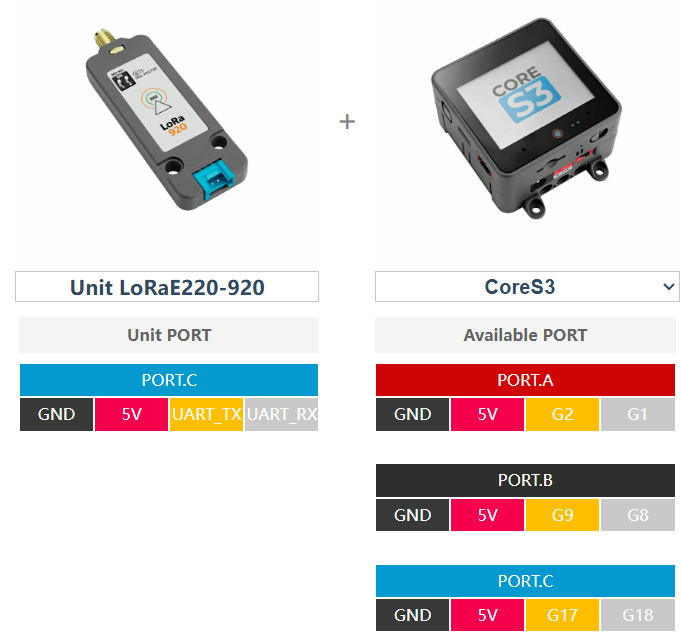 LoRa
920
CORE
S3
+
Unit LoRaE220-920
CoreS3
Unit PORT
Available PORT
PORT.C
GND 5V UART_TX UART_RX
PORT.A
GND 5V G2 G1
PORT.B
GND 5V G9 G8
PORT.C
GND 5V G17 G18